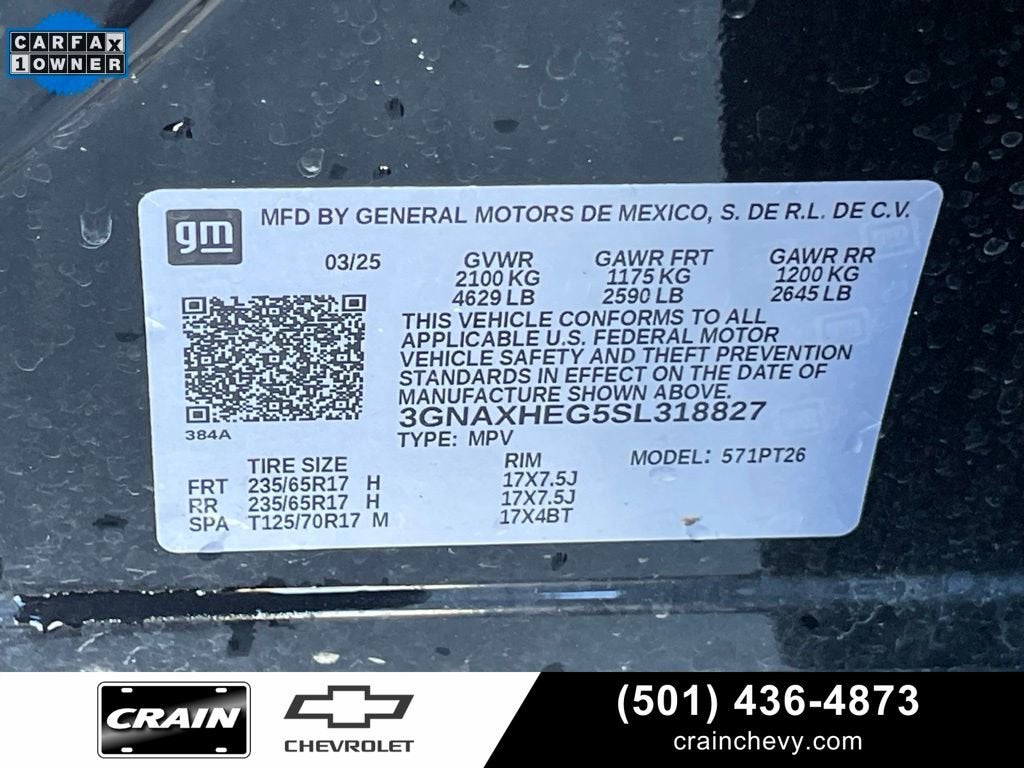 CARFAX
1 OWNER
gm
MFD BY GENERAL MOTORS DE MEXICO, S. DE R.L. DE C.V.
03/25 GVWR GAWR FRT GAWR RR
2100 KG 1175 KG 1200 KG
4629 LB 2590 LB 2645 LB
THIS VEHICLE CONFORMS TO ALL
APPLICABLE U.S. FEDERAL MOTOR
VEHICLE SAFETY AND THEFT PREVENTION
STANDARDS IN EFFECT ON THE DATE OF
MANUFACTURE SHOWN ABOVE.
3GNAXHEG5SL318827
384A
TYPE: MPV MODEL: 571PT26
TIRE SIZE RIM
FRT 235/65R17 H 17X7.5J
RR 235/65R17 H 17X7.5J
SPA T125/70R17 M 17X4BT
CRAIN
CHEVROLET
(501) 436-4873
crainchevy.com